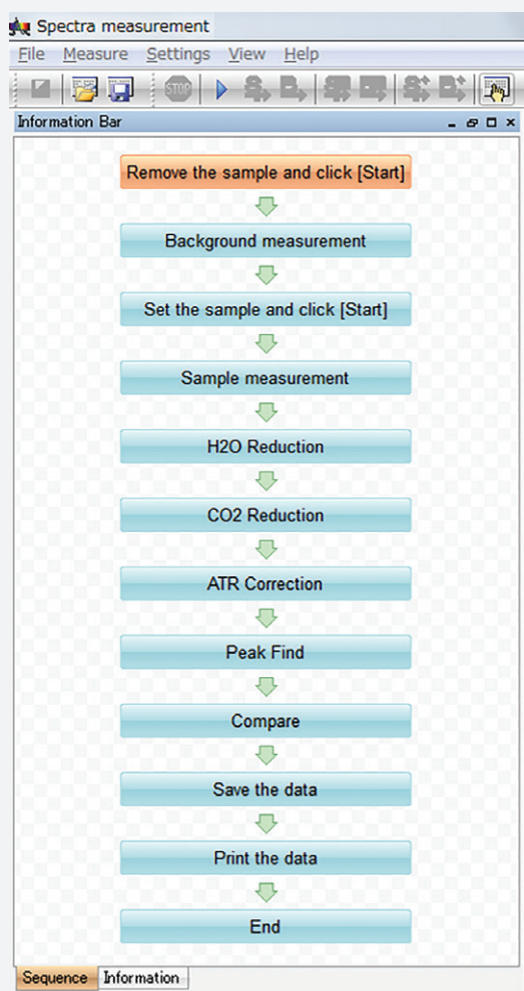 Spectra measurement
File Measure Settings View Help
STOP
Information Bar
Remove the sample and click [Start]
Background measurement
Set the sample and click [Start]
Sample measurement
H2O Reduction
CO2 Reduction
ATR Correction
Peak Find
Compare
Save the data
Print the data
End
Sequence Information